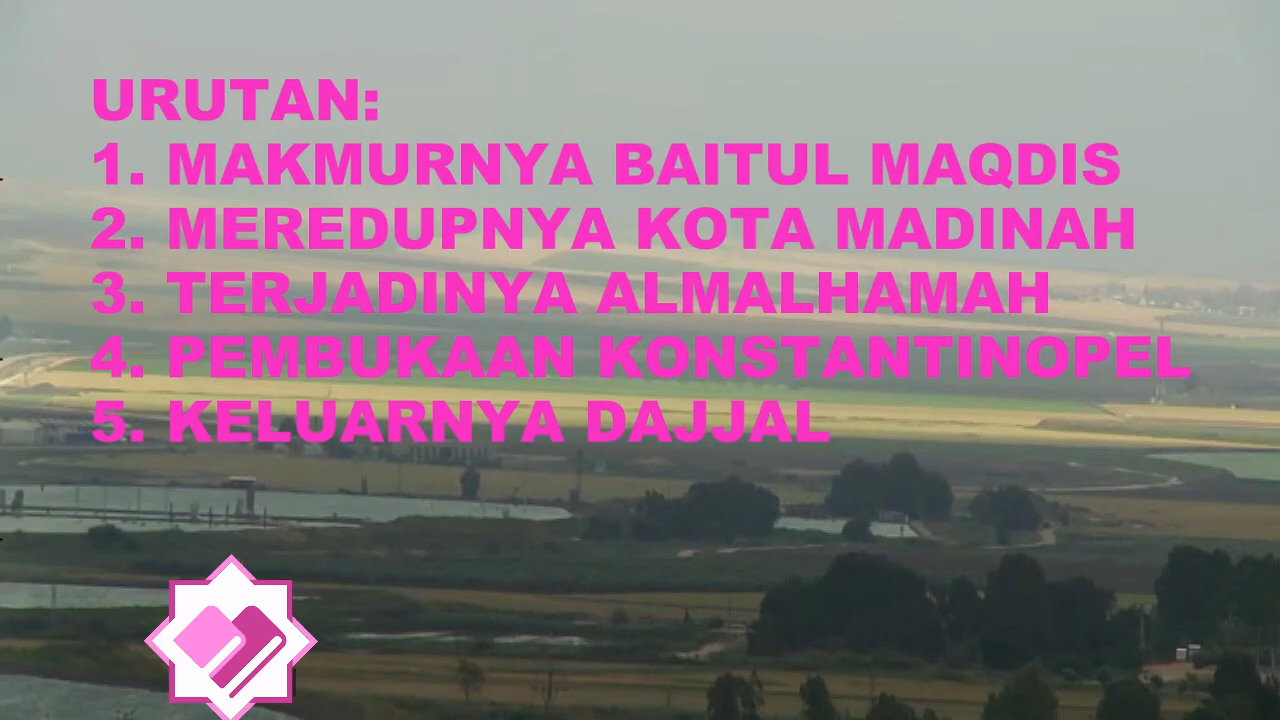 URUTAN:
1. MAKMURNYA BAITUL MAQDIS
2. MEREDUPNYA KOTA MADINAH
3. TERJADINYA ALMALHAMAH
4. PEMBUKAAN KONSTANTINOPEL
5. KELUARNYA DAJJAL